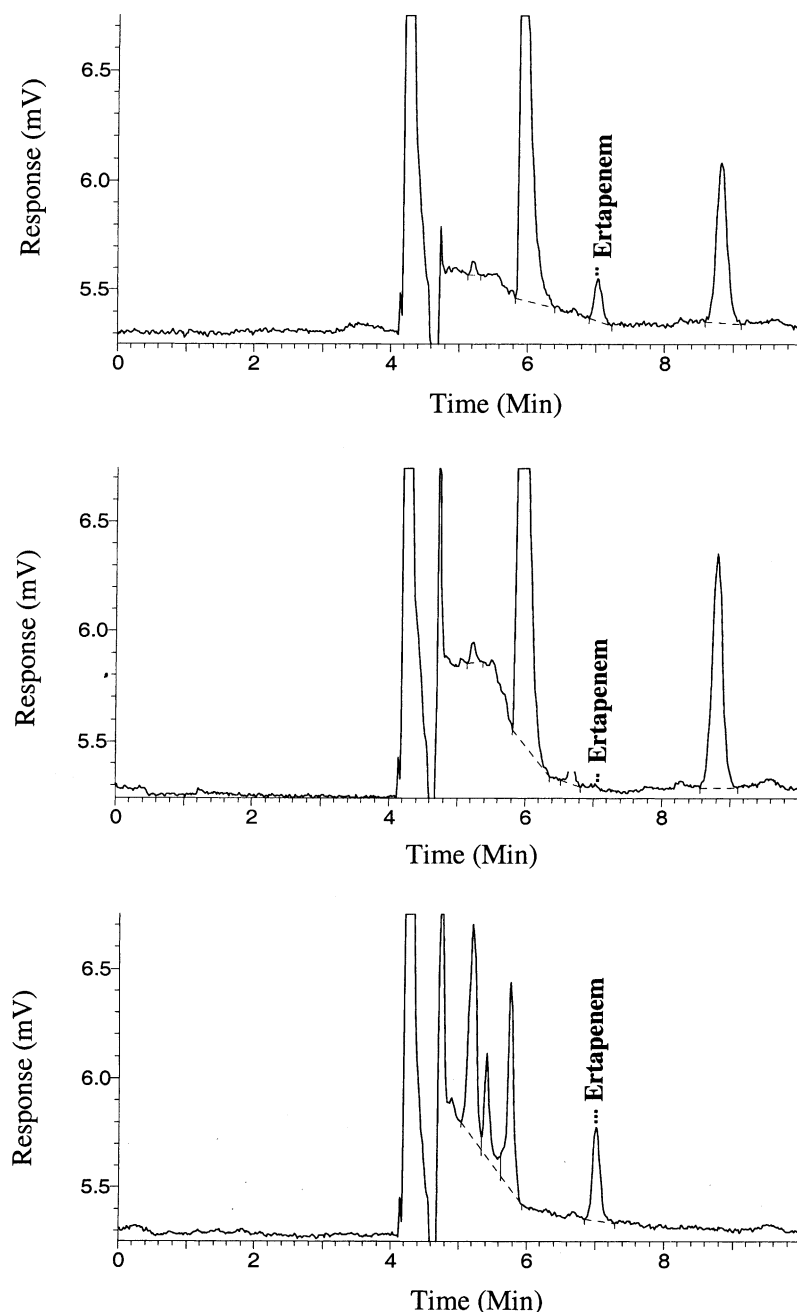 6.5
6.0
5.5
Response (mV)
Ertapenem
0 2 4 6 8
Time (Min)
6.5
6.0
5.5
Response (mV)
Ertapenem
0 2 4 6 8
Time (Min)
6.5
6.0
5.5
Response (mV)
Ertapenem
0 2 4 6 8
Time (Min)